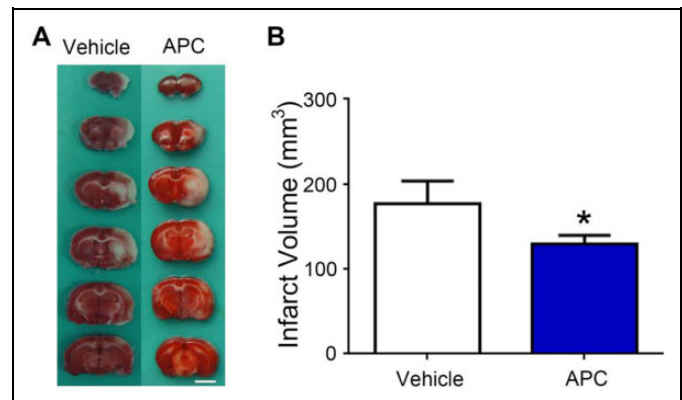 A
Vehicle APC
B
Infarct Volume (mm³)
300
200
100
0
*
Vehicle
APC